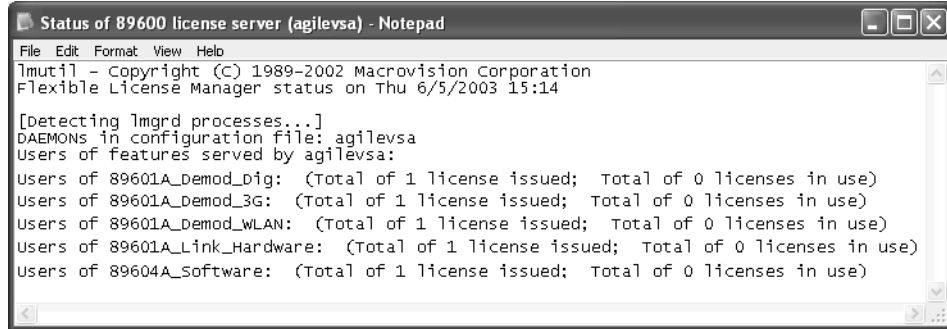 Status of 89600 license server (agilevsa) - Notepad
File Edit Format View Help
lmutil - Copyright (C) 1989-2002 Macrovision Corporation
Flexible License Manager status on Thu 6/5/2003 15:14
[Detecting lmgrd processes...]
DAEMONs in configuration file: agilevsa
Users of features served by agilevsa:
Users of 89601A_Demod_Dig: (Total of 1 license issued; Total of 0 licenses in use)
Users of 89601A_Demod_3G: (Total of 1 license issued; Total of 0 licenses in use)
Users of 89601A_Demod_WLAN: (Total of 1 license issued; Total of 0 licenses in use)
Users of 89601A_Link_Hardware: (Total of 1 license issued; Total of 0 licenses in use)
Users of 89604A_Software: (Total of 1 license issued; Total of 0 licenses in use)